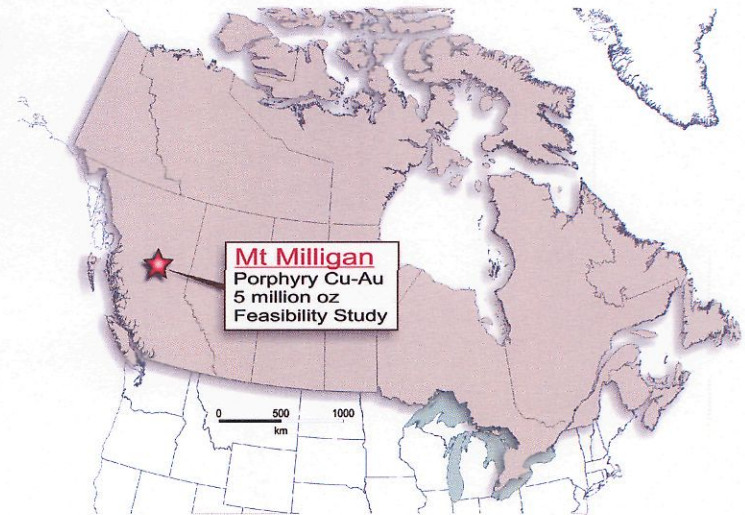 Mt Milligan
Porphyry Cu-Au
5 million oz
Feasibility Study
0 500 1000
km